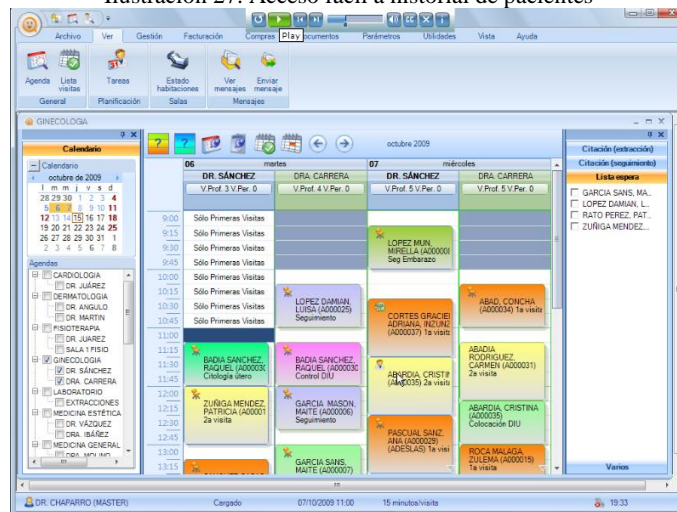 Ilustración 27. Acceso fácil a historial de pacientes
Archivo Ver Gestión Facturación Compras Play Documentos Parámetros Utilidades Vista Ayuda
Agenda Lista visitas Tareas Estado habitaciones Ver mensajes Enviar mensaje
General Planificación Salas Mensajes
GINECOLOGIA
Calendario
Calendario
octubre de 2009
l m m j v s d
28 29 30 1 2 3 4
5 6 7 8 9 10 11
12 13 14 15 16 17 18
19 20 21 22 23 24 25
26 27 28 29 30 31 1
2 3 4 5 6 7 8
Agendas
CARDIOLOGIA
DR. JUÁREZ
DERMATOLOGIA
DR. ANGULO
DR. MARTIN
FISIOTERAPIA
DR. JUAREZ
SALA 1 FISIO
GINECOLOGIA
DR. SÁNCHEZ
DRA. CARRERA
LABORATORIO
EXTRACCIONES
MEDICINA ESTÉTICA
DR. VÁZQUEZ
DRA. IBÁÑEZ
MEDICINA GENERAL
DRA. MOLINO
octubre 2009
06 martes 07 miércoles
DR. SÁNCHEZ DRA. CARRERA DR. SÁNCHEZ DRA. CARRERA
V.Prof. 3 V.Per. 0 V.Prof. 4 V.Per. 0 V.Prof. 5 V.Per. 0 V.Prof. 5 V.Per. 0
9:00 Sólo Primeras Visitas
9:15 Sólo Primeras Visitas
9:30 Sólo Primeras Visitas
9:45 Sólo Primeras Visitas
10:00 Sólo Primeras Visitas
10:15 Sólo Primeras Visitas
10:30 Sólo Primeras Visitas
10:45 Sólo Primeras Visitas
11:00
11:15
11:30
11:45
12:00
12:15
12:30
12:45
13:00
13:15
BADIA SANCHEZ,
RAQUEL (A00003(
Citología útero
ZUÑIGA MENDEZ,
PATRICIA (A00001
2a visita
LOPEZ DAMIAN,
LUISA (A000025)
Seguimiento
BADIA SANCHEZ,
RAQUEL (A00003(
Control DIU
GARCIA MASON,
MAITE (A000006)
Seguimiento
GARCIA SANS,
MAITE (A000007)
LOPEZ MUN,
MIRELLA (A00000(
Seg Embarazo
CORTES GRACIE
ADRIANA, INZUNZ
(A000037) 1a visita
ABARDIA, CRISTIN
(A000035) 2a visita
PASCUAL SANZ,
ANA (A000029)
(ADESLAS) 1a visi
ABAD, CONCHA
(A000034) 1a visita
ABADIA
RODRIGUEZ,
CARMEN (A000031)
2a visita
ABARDIA, CRISTINA
(A000035)
Colocación DIU
ROCA MALAGA,
ZULEMA (A000015)
1a visita
Citación (extracción)
Citación (seguimiento)
Lista espera
GARCIA SANS, MA..
LOPEZ DAMIAN, L...
RATO PEREZ, PAT..
ZUÑIGA MENDEZ...
Varios
DR. CHAPARRO (MASTER) Cargado 07/10/2009 11:00 15 minutos/visita 19:33